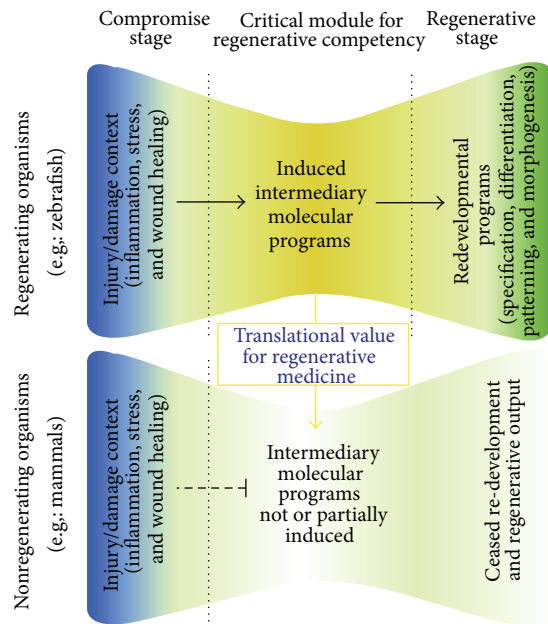 Compromise
stage
Critical module for
regenerative competency
Regenerative
stage
Regenerating organisms
(e.g.; zebrafish)
Injury/damage context
(inflammation, stress,
and wound healing)
Induced
intermediary
molecular
programs
Redevelopmental
programs
(specification, differentiation,
patterning, and morphogenesis)
Translational value
for regenerative
medicine
Nonregenerating organisms
(e.g.; mammals)
Injury/damage context
(inflammation, stress,
and wound healing)
Intermediary
molecular
programs
not or partially
induced
Ceased re-development
and regenerative output